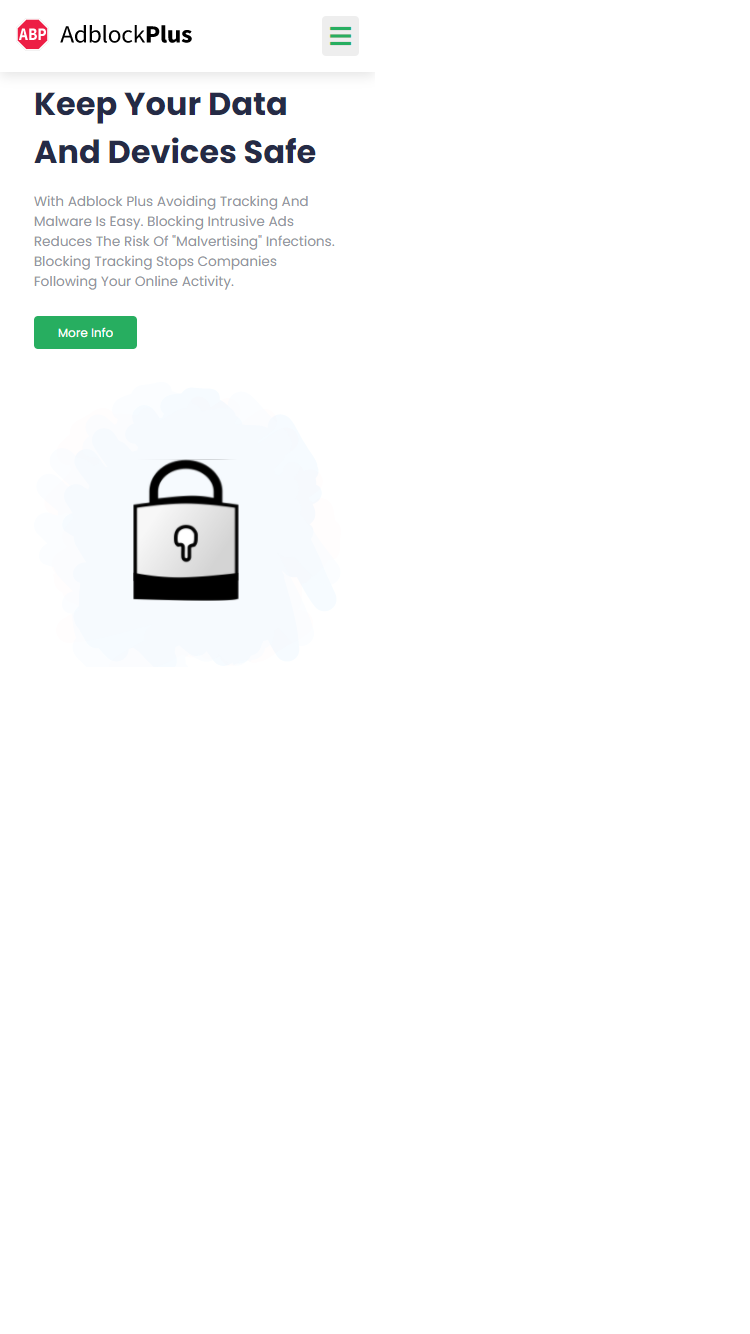 ABP AdblockPlus
Keep Your Data
And Devices Safe
With Adblock Plus Avoiding Tracking And
Malware Is Easy. Blocking Intrusive Ads
Reduces The Risk Of "Malvertising" Infections.
Blocking Tracking Stops Companies
Following Your Online Activity.
More Info